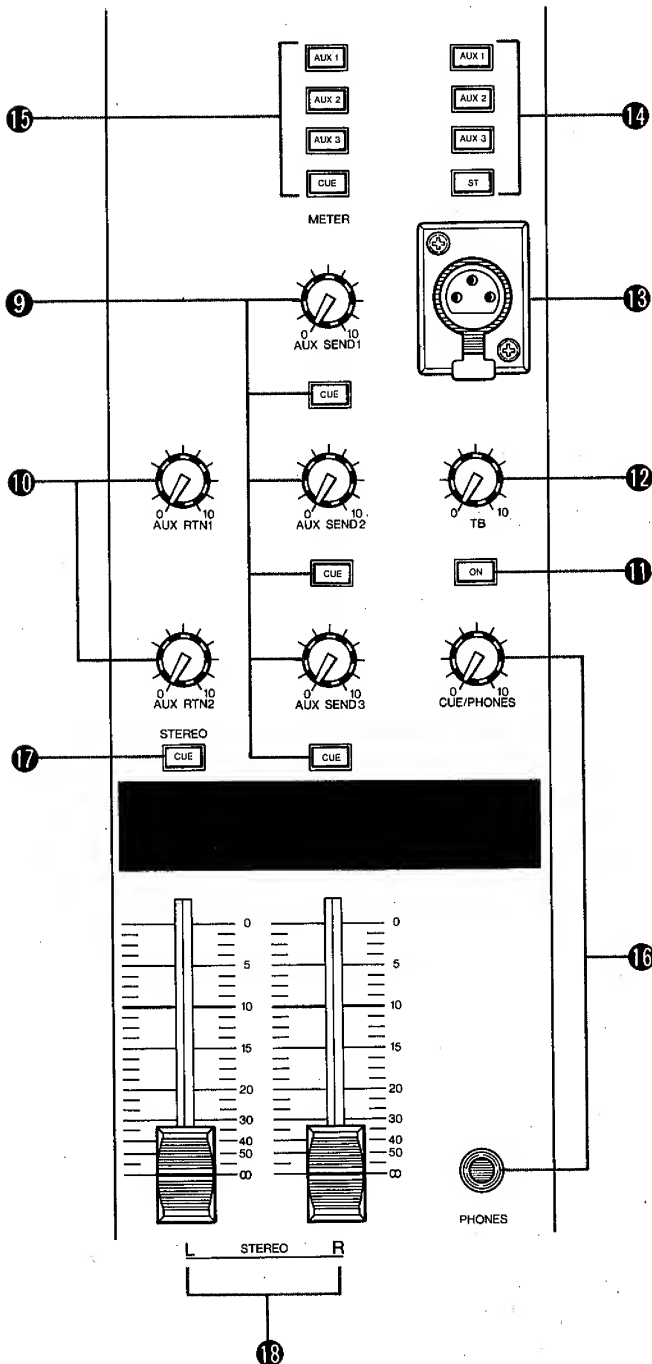 AUX 1 AUX 1
AUX 2 AUX 2
15 14
AUX 3 AUX 3
CUE ST
METER
9 13
0 10
AUX SEND1
CUE
10 12
0 10 0 10 0 10
AUX RTN1 AUX SEND2 TB
CUE ON 11
0 10 0 10 0 10
AUX RTN2 AUX SEND3 CUE/PHONES
STEREO
17 CUE CUE
0 0
5 5
16
10 10
15 15
20 20
30 30
40 40
50 50
∞ ∞
PHONES
L STEREO R
18